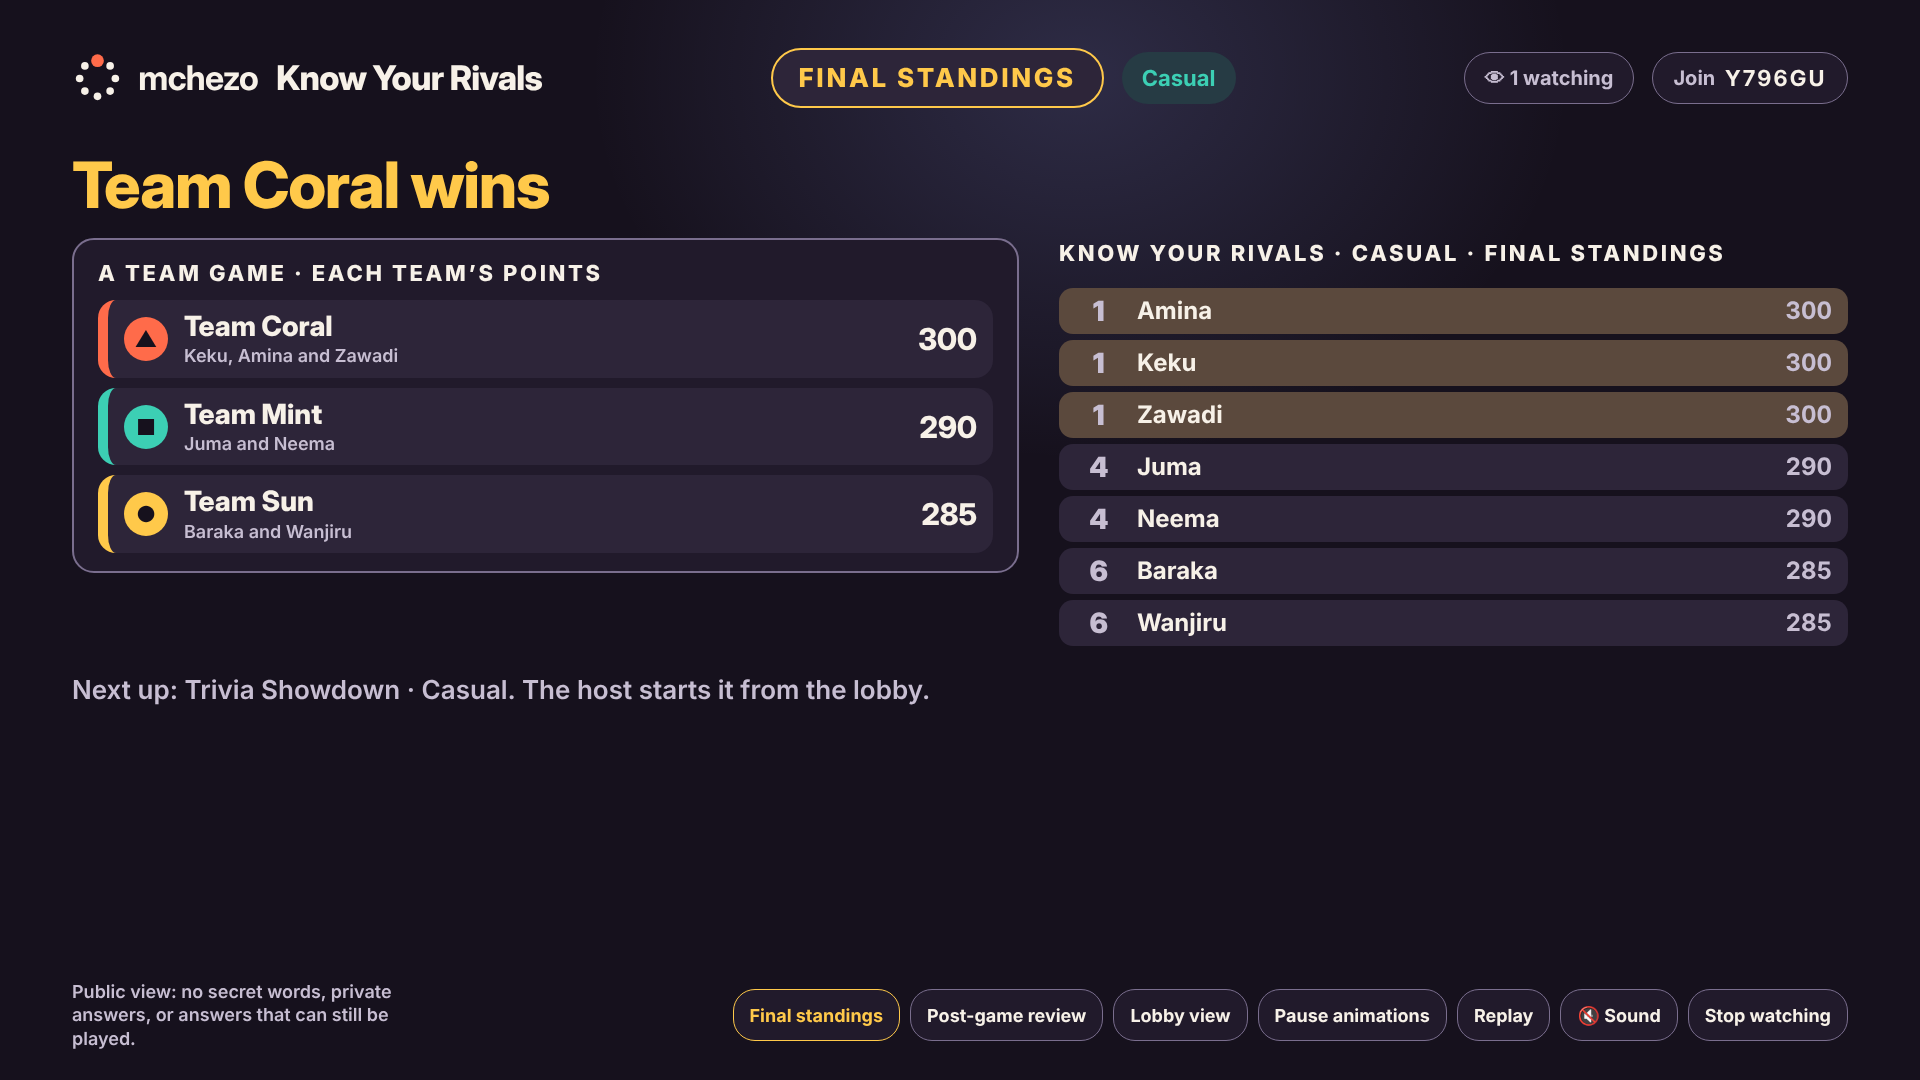 mchezo Know Your Rivals
FINAL STANDINGS
Casual
1 watching
Join Y796GU
Team Coral wins
A TEAM GAME · EACH TEAM’S POINTS
Team Coral
Keku, Amina and Zawadi
300
Team Mint
Juma and Neema
290
Team Sun
Baraka and Wanjiru
285
KNOW YOUR RIVALS · CASUAL · FINAL STANDINGS
1 Amina 300
1 Keku 300
1 Zawadi 300
4 Juma 290
4 Neema 290
6 Baraka 285
6 Wanjiru 285
Next up: Trivia Showdown · Casual. The host starts it from the lobby.
Public view: no secret words, private
answers, or answers that can still be
played.
Final standings
Post-game review
Lobby view
Pause animations
Replay
Sound
Stop watching